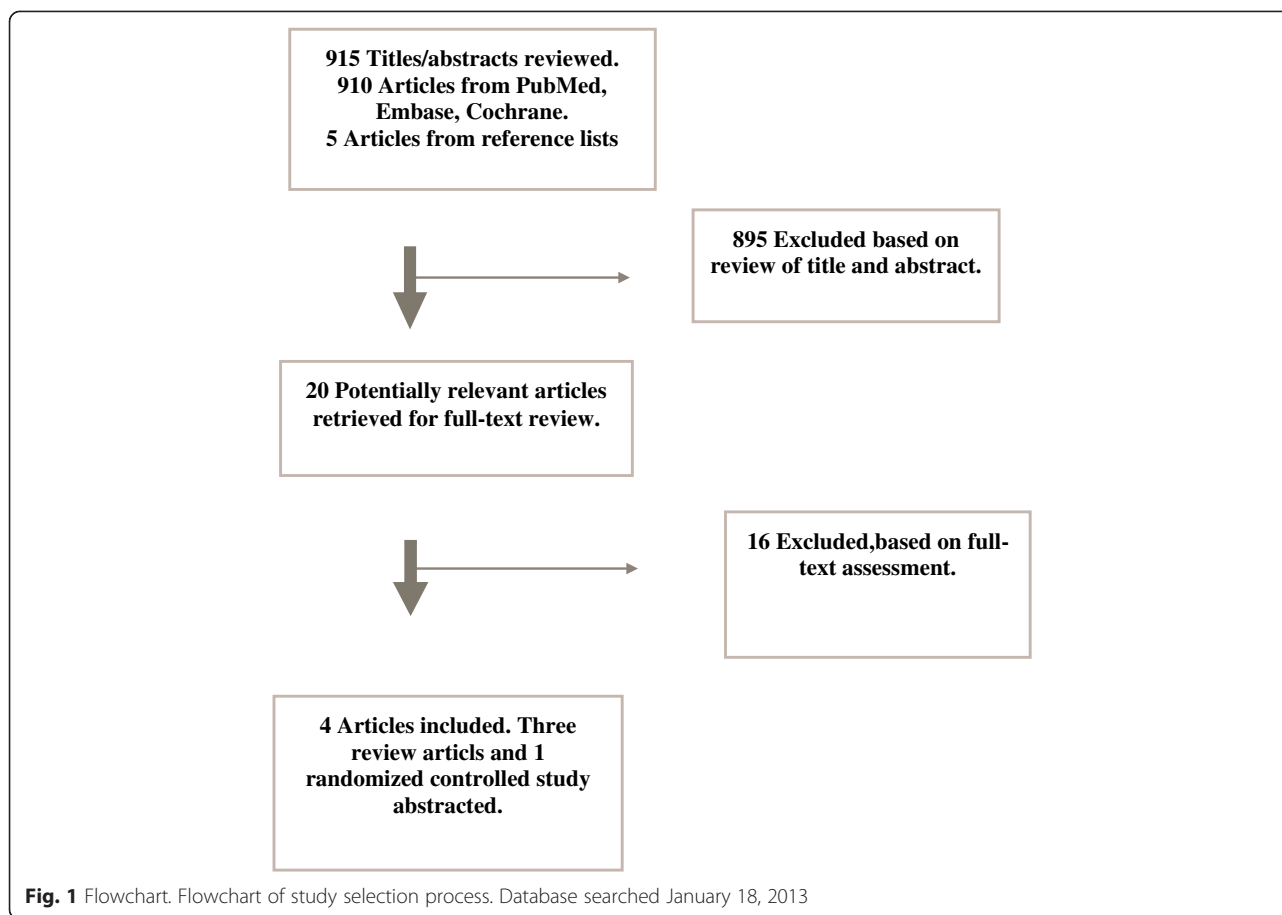 915 Titles/abstracts reviewed.
910 Articles from PubMed,
Embase, Cochrane.
5 Articles from reference lists
895 Excluded based on
review of title and abstract.
20 Potentially relevant articles
retrieved for full-text review.
16 Excluded,based on full-
text assessment.
4 Articles included. Three
review articls and 1
randomized controlled study
abstracted.
Fig. 1 Flowchart. Flowchart of study selection process. Database searched January 18, 2013